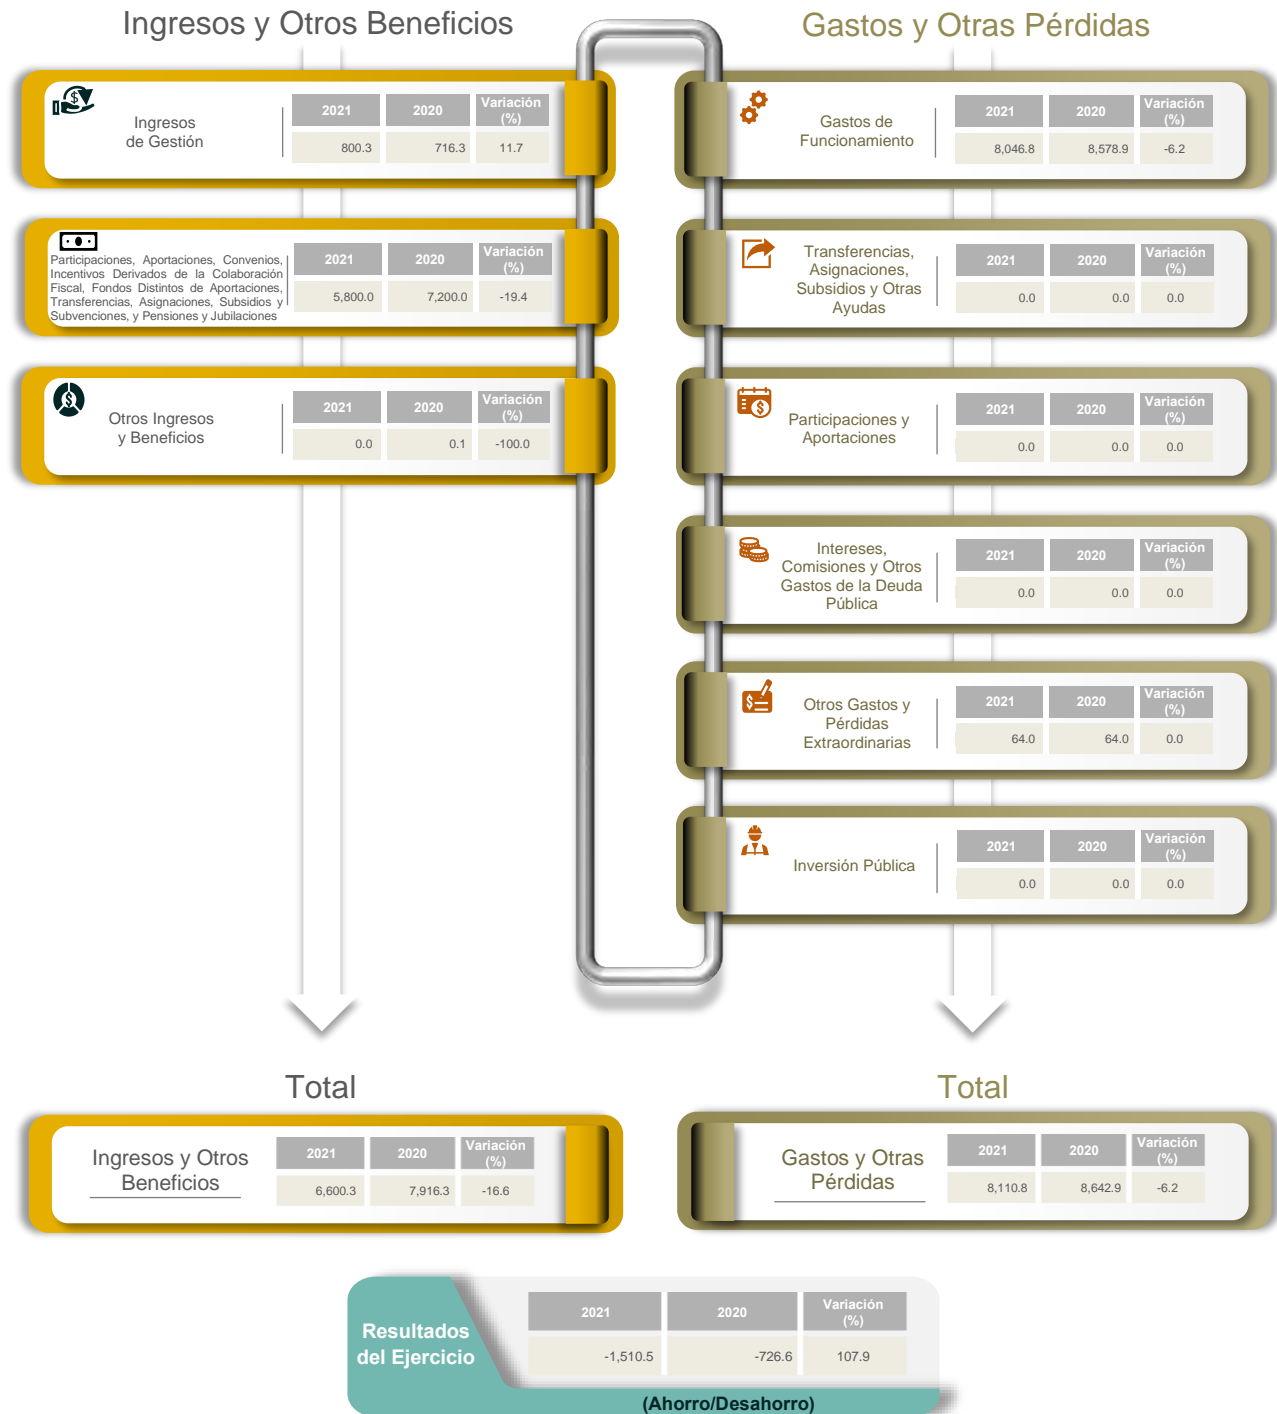 Ingresos y Otros Beneficios
Ingresos
de Gestión
2021 2020 Variación
(%)
800.3 716.3 11.7
Participaciones, Aportaciones, Convenios,
Incentivos Derivados de la Colaboración
Fiscal, Fondos Distintos de Aportaciones,
Transferencias, Asignaciones, Subsidios y
Subvenciones, y Pensiones y Jubilaciones
2021 2020 Variación
(%)
5,800.0 7,200.0 -19.4
Otros Ingresos
y Beneficios
2021 2020 Variación
(%)
0.0 0.1 -100.0
Gastos y Otras Pérdidas
Gastos de
Funcionamiento
2021 2020 Variación
(%)
8,046.8 8,578.9 -6.2
Transferencias,
Asignaciones,
Subsidios y Otras
Ayudas
2021 2020 Variación
(%)
0.0 0.0 0.0
Participaciones y
Aportaciones
2021 2020 Variación
(%)
0.0 0.0 0.0
Intereses,
Comisiones y Otros
Gastos de la Deuda
Pública
2021 2020 Variación
(%)
0.0 0.0 0.0
Otros Gastos y
Pérdidas
Extraordinarias
2021 2020 Variación
(%)
64.0 64.0 0.0
Inversión Pública
2021 2020 Variación
(%)
0.0 0.0 0.0
Total
Ingresos y Otros
Beneficios
2021 2020 Variación
(%)
6,600.3 7,916.3 -16.6
Total
Gastos y Otras
Pérdidas
2021 2020 Variación
(%)
8,110.8 8,642.9 -6.2
Resultados
del Ejercicio
2021 2020 Variación
(%)
-1,510.5 -726.6 107.9
(Ahorro/Desahorro)